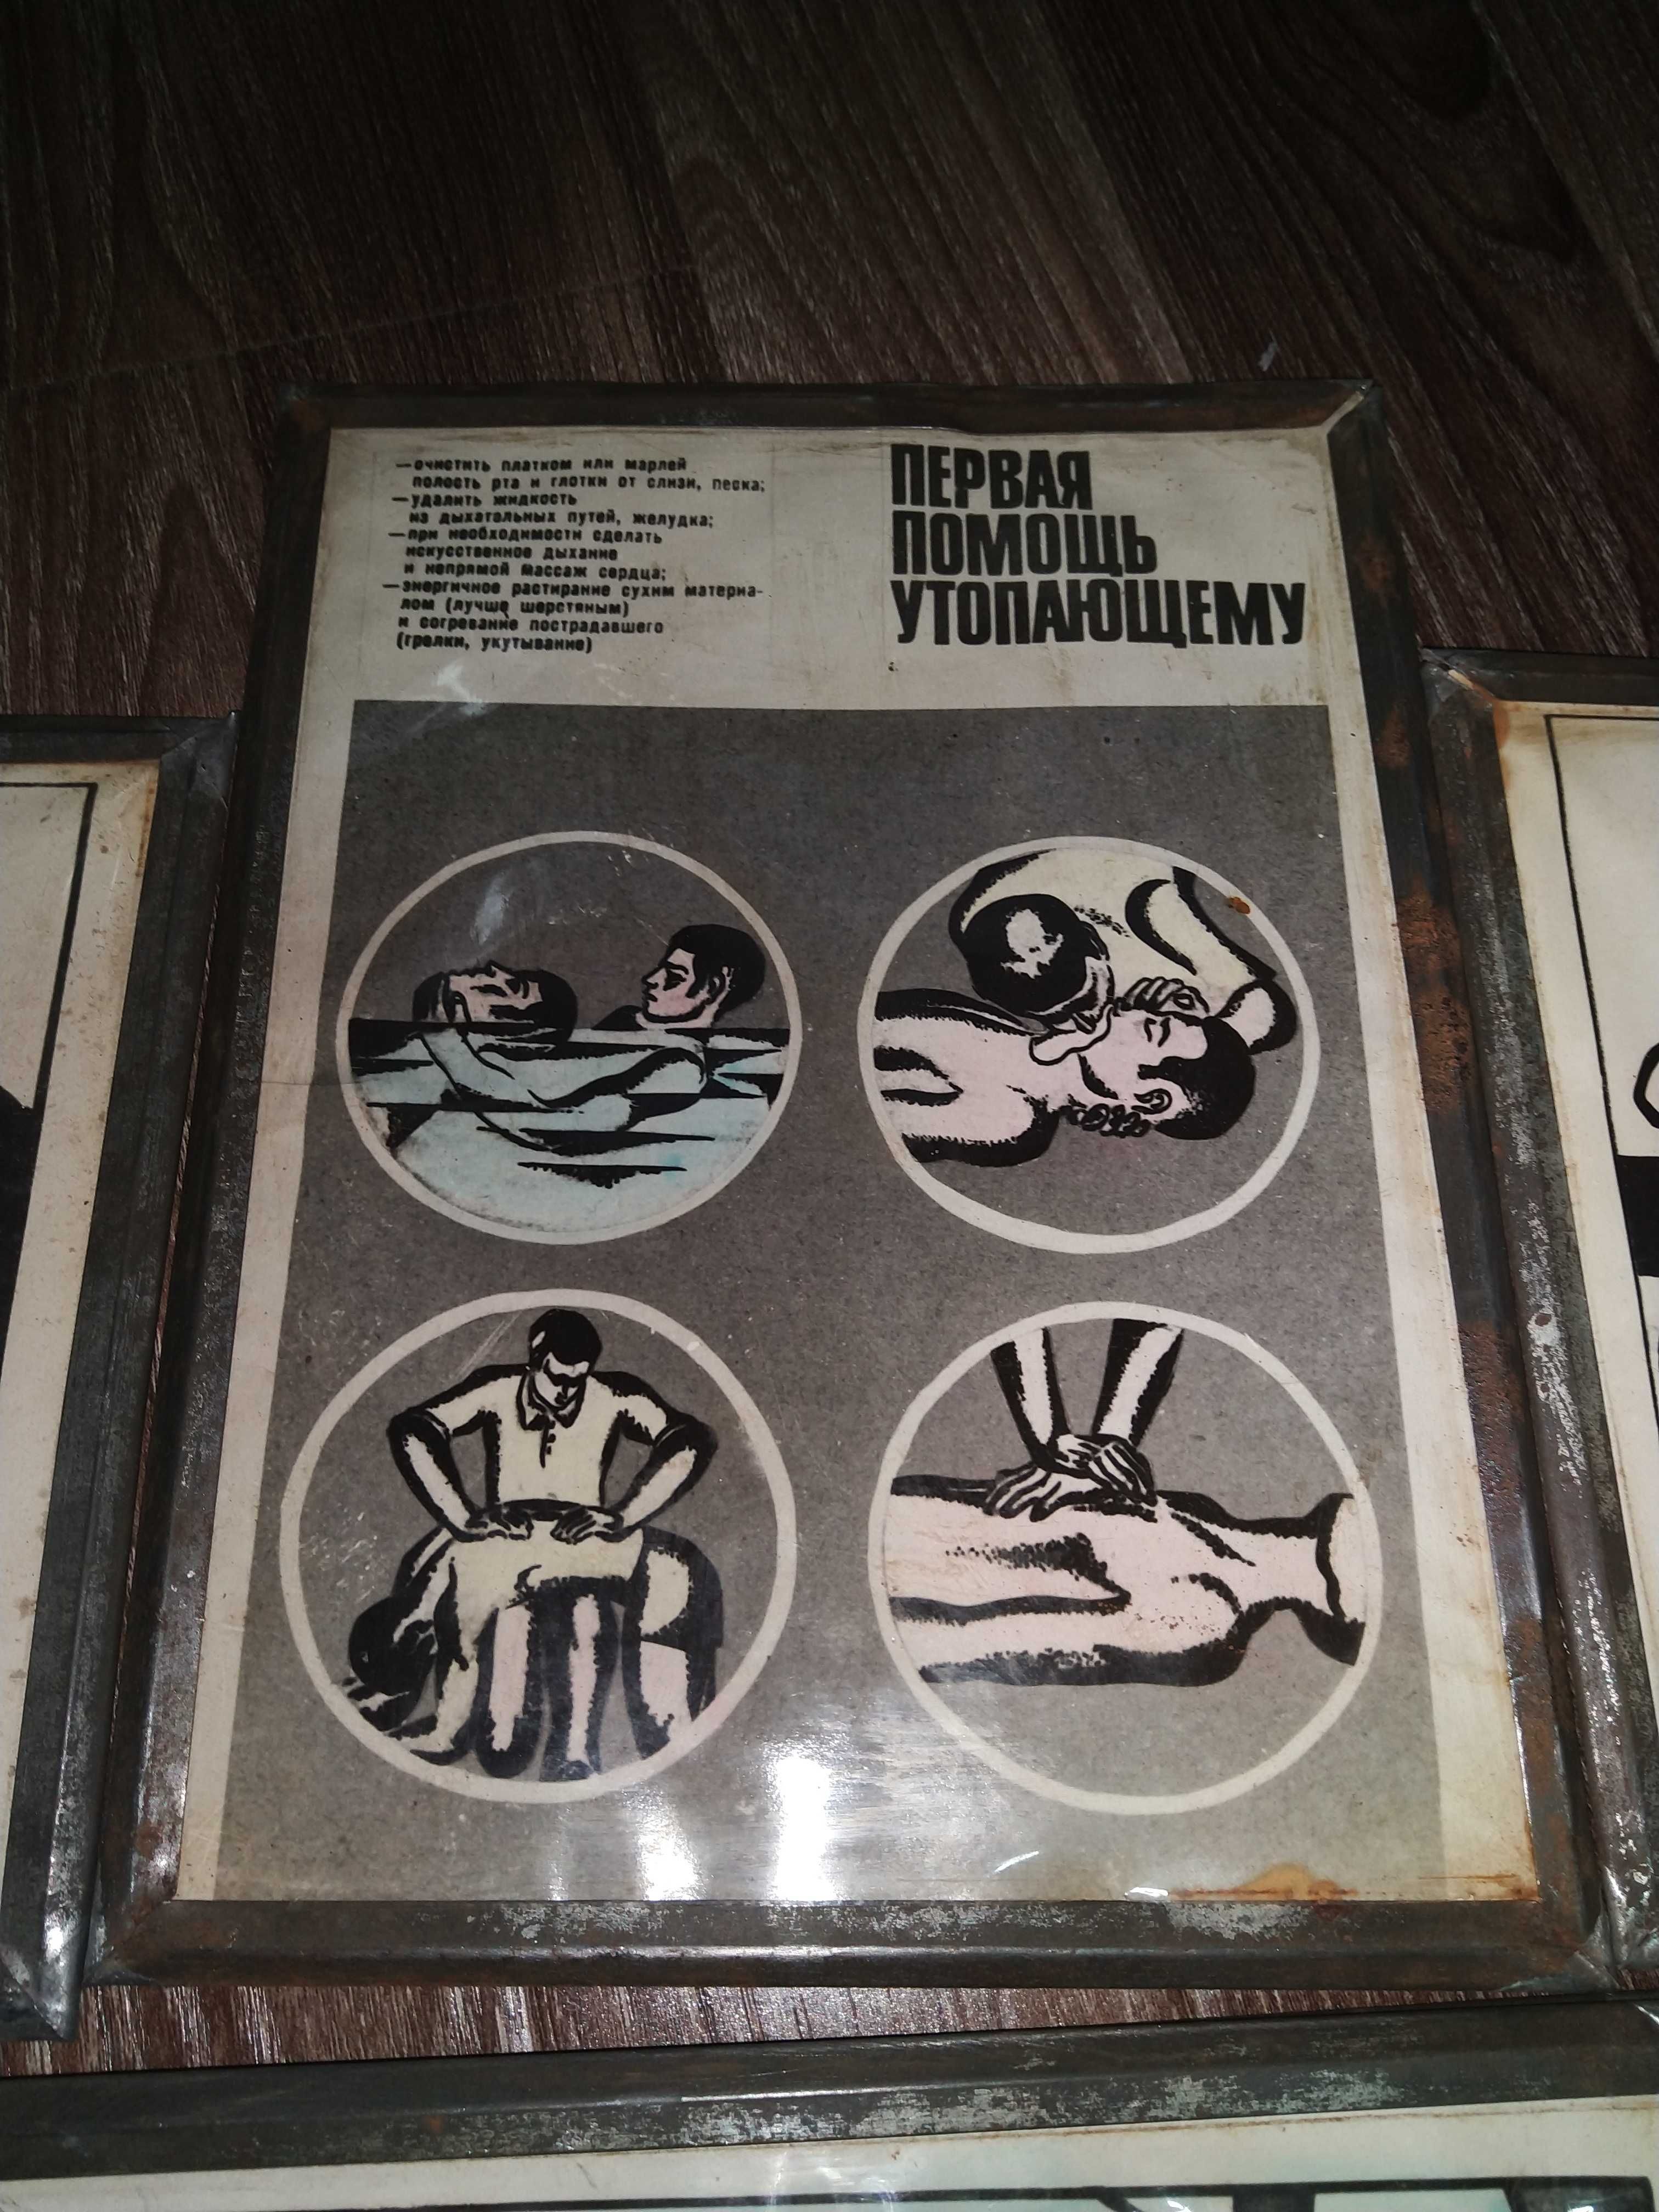 —очистить платком или марлей
полость рта и глотки от слизи, песка;
—удалить жидкость
из дыхательных путей, желудка;
—при необходимости сделать
искусственное дыхание
и непрямой массаж сердца;
—энергичное растирание сухим материа-
лом (лучше шерстяным)
и согревание пострадавшего
(грелки, укутывание)
ПЕРВАЯ
ПОМОЩЬ
УТОПАЮЩЕМУ